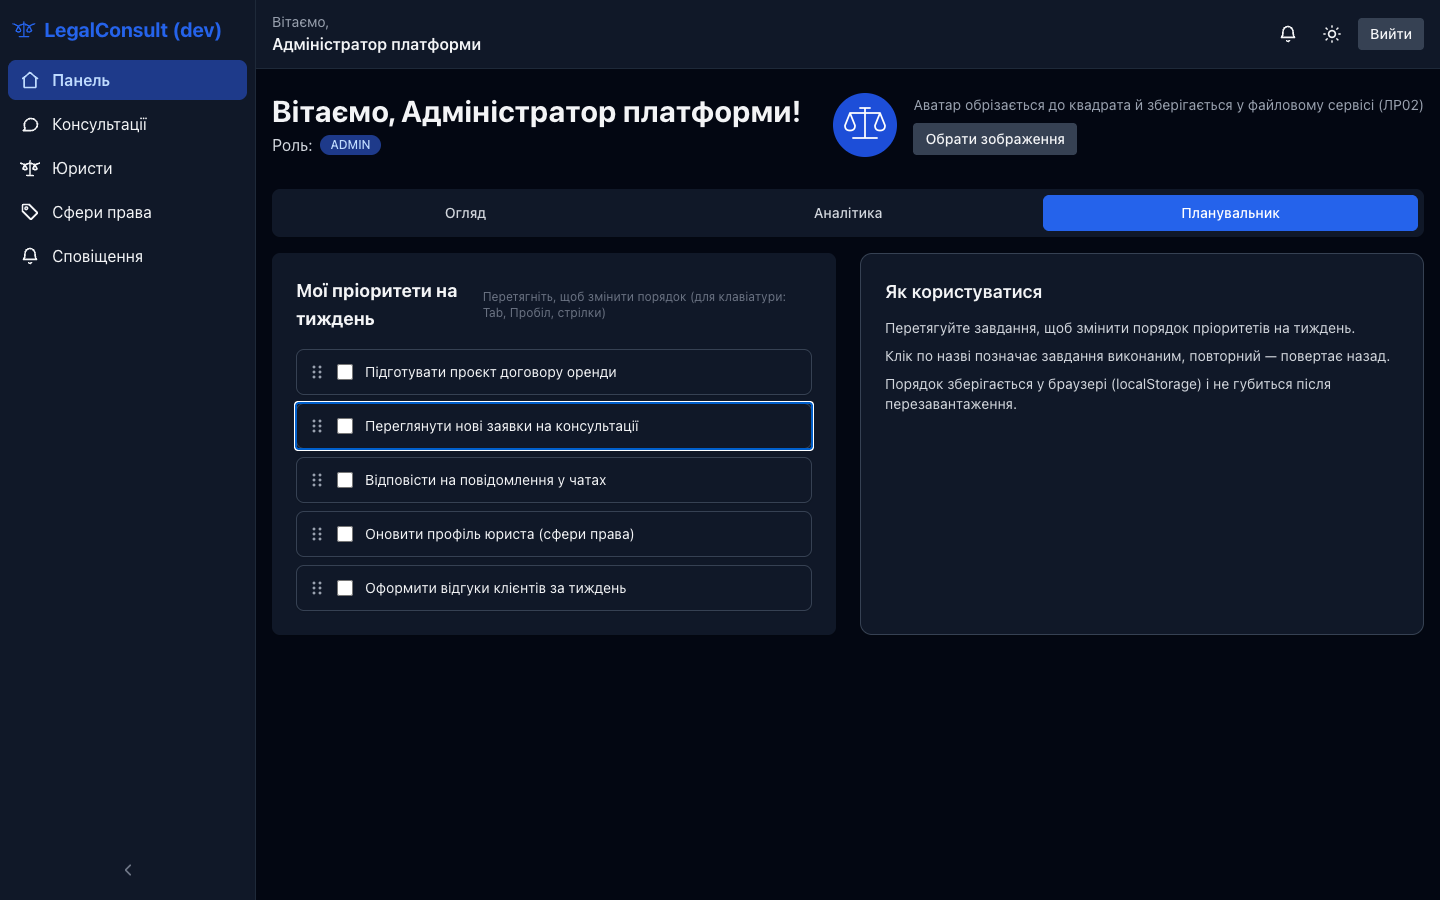 LegalConsult (dev)
Панель
Консультації
Юристи
Сфери права
Сповіщення
Вітаємо,
Адміністратор платформи
Вийти
Вітаємо, Адміністратор платформи!
Роль: ADMIN
Аватар обрізається до квадрата й зберігається у файловому сервісі (ЛР02)
Обрати зображення
Огляд
Аналітика
Планувальник
Мої пріоритети на
тиждень
Перетягніть, щоб змінити порядок (для клавіатури:
Tab, Пробіл, стрілки)
Підготувати проєкт договору оренди
Переглянути нові заявки на консультації
Відповісти на повідомлення у чатах
Оновити профіль юриста (сфери права)
Оформити відгуки клієнтів за тиждень
Як користуватися
Перетягуйте завдання, щоб змінити порядок пріоритетів на тиждень.
Клік по назві позначає завдання виконаним, повторний — повертає назад.
Порядок зберігається у браузері (localStorage) і не губиться після
перезавантаження.